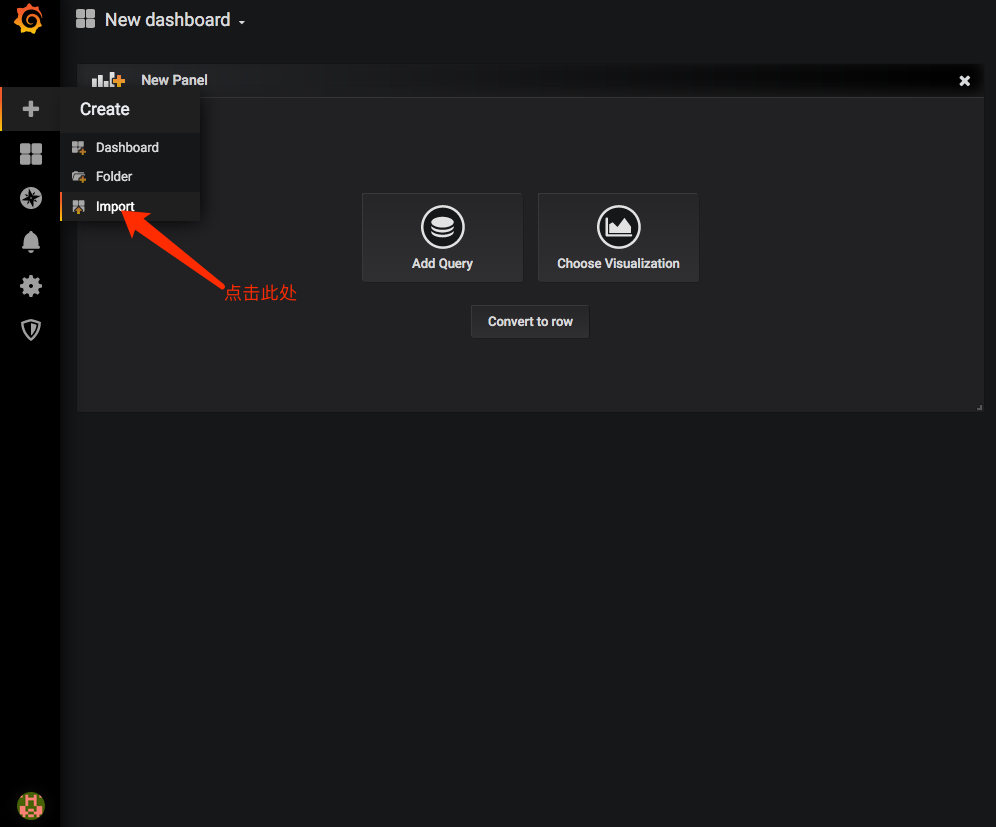 New dashboard
New Panel
Create
Dashboard
Folder
Import
点击此处
Add Query
Choose Visualization
Convert to row